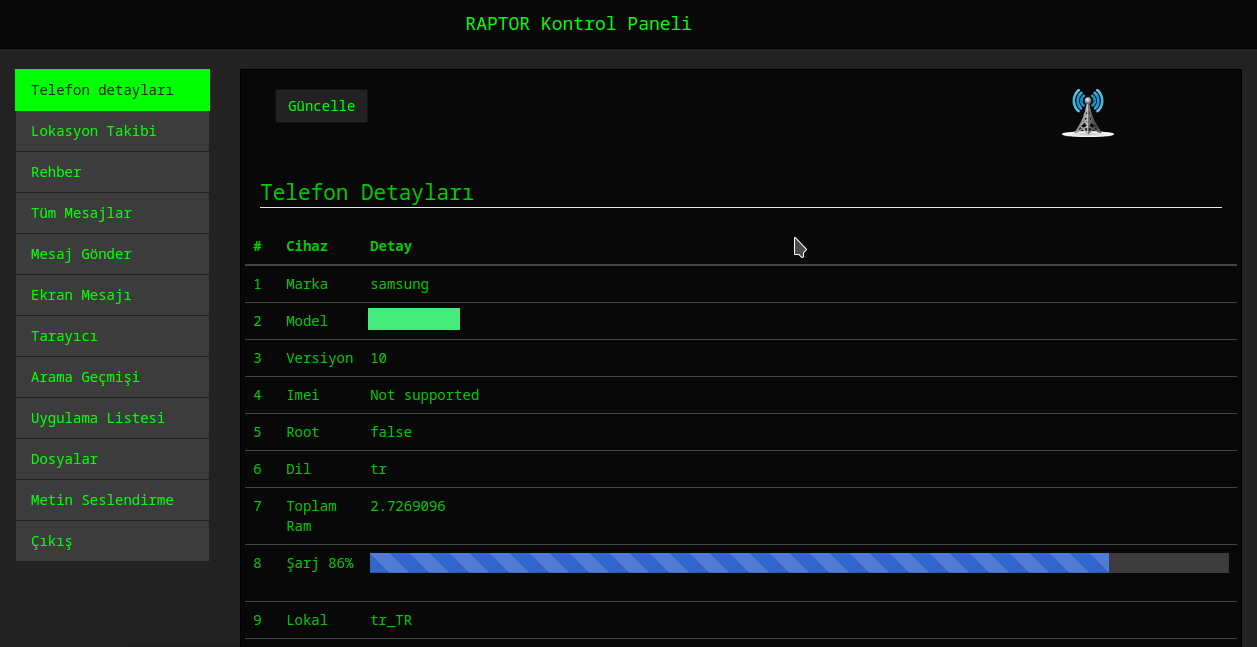 RAPTOR Kontrol Paneli
Telefon detayları
Lokasyon Takibi
Rehber
Tüm Mesajlar
Mesaj Gönder
Ekran Mesajı
Tarayıcı
Arama Geçmişi
Uygulama Listesi
Dosyalar
Metin Seslendirme
Çıkış
Güncelle
Telefon Detayları
# Cihaz Detay
1 Marka samsung
2 Model
3 Versiyon 10
4 Imei Not supported
5 Root false
6 Dil tr
7 Toplam 2.7269096
Ram
8 Şarj 86%
9 Lokal tr_TR